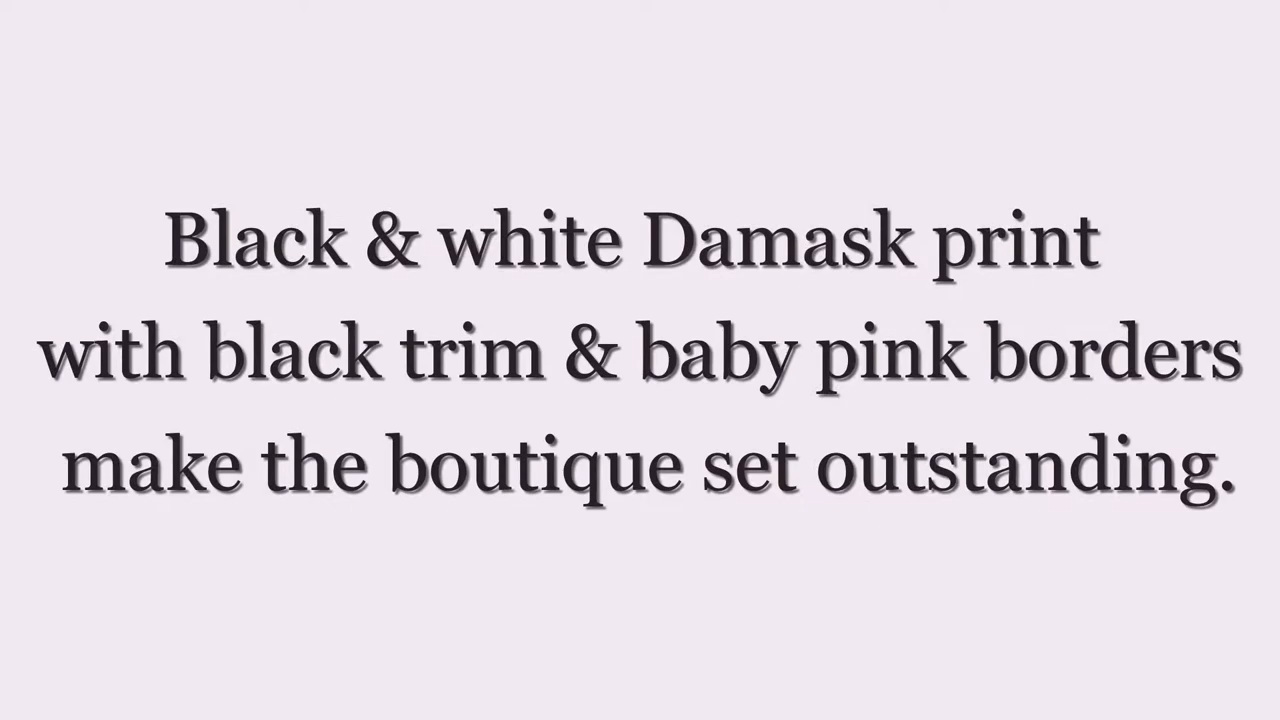 Black & white Damask print
with black trim & baby pink borders
make the boutique set outstanding.